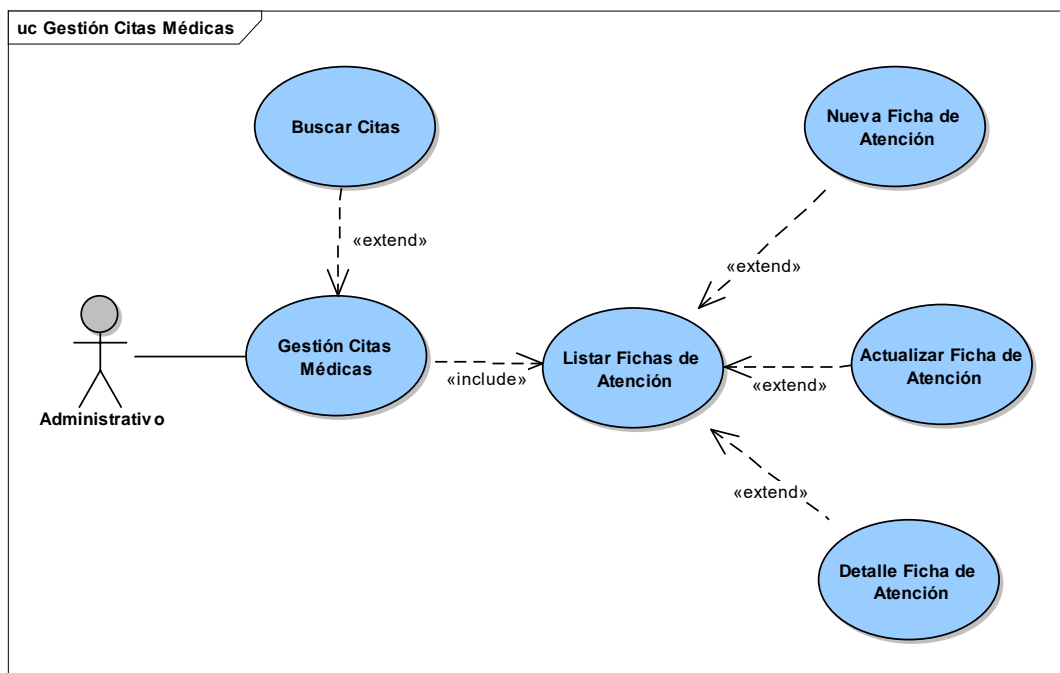 uc Gestión Citas Médicas
Buscar Citas
Nueva Ficha de
Atención
«extend»
«extend»
Gestión Citas
Médicas
Listar Fichas de
Atención
Actualizar Ficha de
Atención
«include»
«extend»
Administrativo
«extend»
Detalle Ficha de
Atención